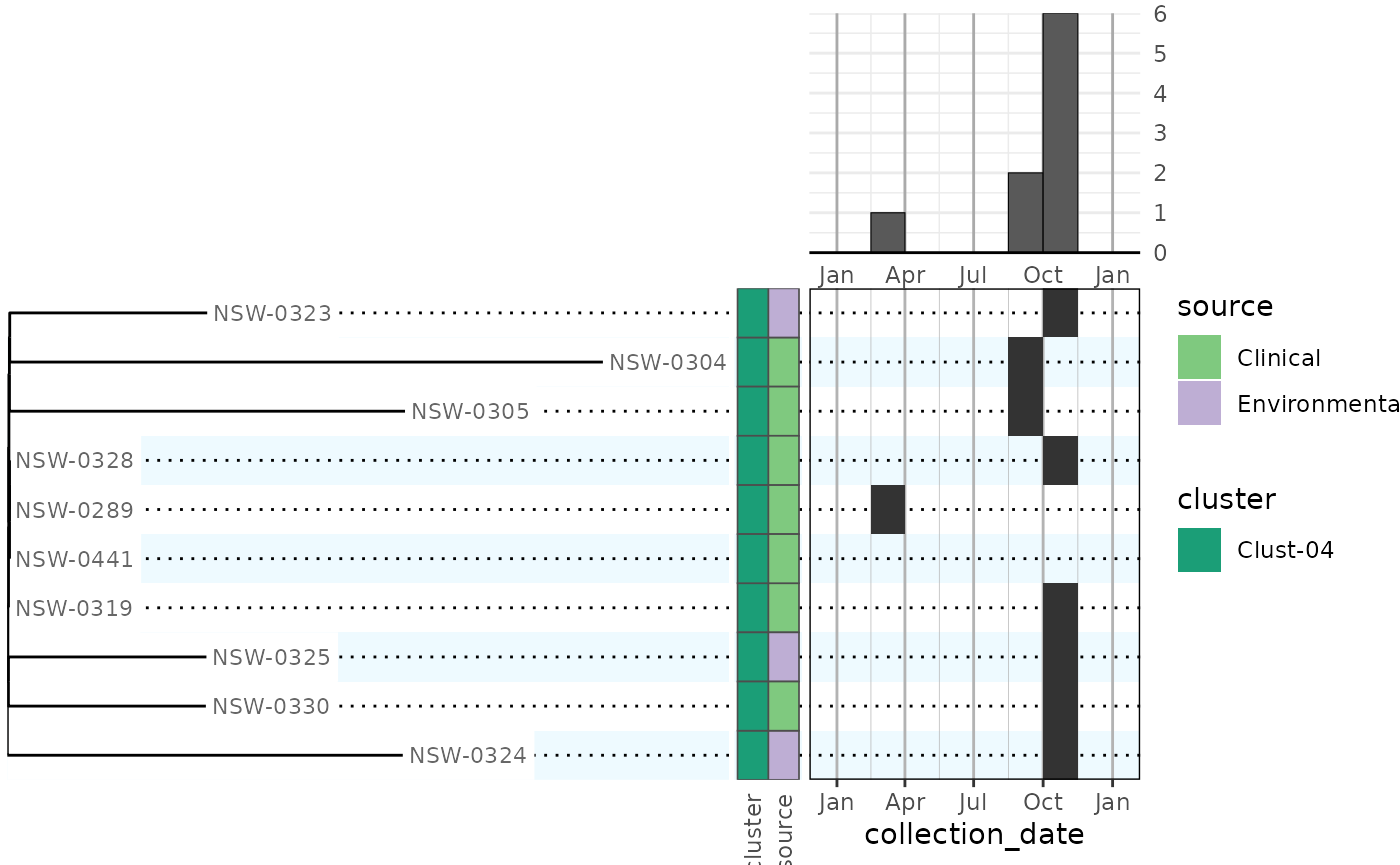 6
5
4
3
2
1
0
Jan Apr Jul Oct Jan
NSW-0323
NSW-0304
NSW-0305
NSW-0328
NSW-0289
NSW-0441
NSW-0319
NSW-0325
NSW-0330
NSW-0324
source
Clinical
Environmenta
cluster
Clust-04
cluster
source
Jan Apr Jul Oct Jan
collection_date